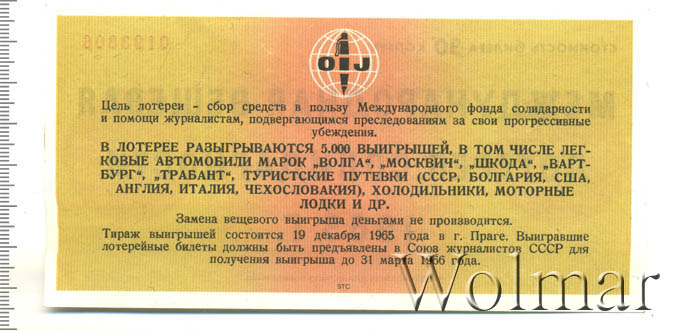 OIJ
Цель лотереи - сбор средств в пользу Международного фонда солидарности
и помощи журналистам, подвергающимся преследованиям за свои прогрессивные
убеждения.
В ЛОТЕРЕЕ РАЗЫГРЫВАЮТСЯ 5.000 ВЫИГРЫШЕЙ, В ТОМ ЧИСЛЕ ЛЕГ-
КОВЫЕ АВТОМОБИЛИ МАРОК „ВОЛГА", „МОСКВИЧ", „ШКОДА", „ВАРТ-
БУРГ", „ТРАБАНТ", ТУРИСТСКИЕ ПУТЕВКИ (СССР, БОЛГАРИЯ, США,
АНГЛИЯ, ИТАЛИЯ, ЧЕХОСЛОВАКИЯ), ХОЛОДИЛЬНИКИ, МОТОРНЫЕ
ЛОДКИ И ДР.
Замена вещевого выигрыша деньгами не производится.
Тираж выигрышей состоится 19 декабря 1965 года в г. Праге. Выигравшие
лотерейные билеты должны быть предъявлены в Союз журналистов СССР для
получения выигрыша до 31 марта 1966 года.
STC
Wolmar